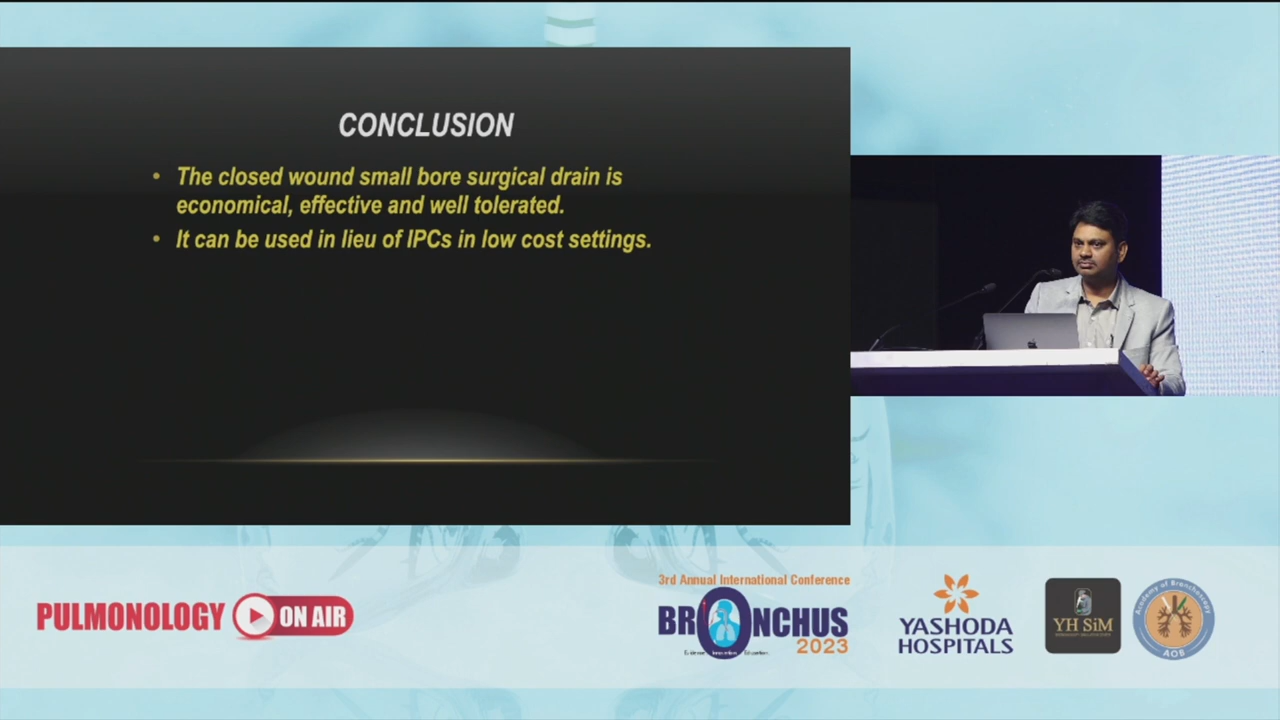 CONCLUSION
• The closed wound small bore surgical drain is
economical, effective and well tolerated.
• It can be used in lieu of IPCs in low cost settings.
PULMONOLOGY ON AIR
3rd Annual International Conference
BRONCHUS
2023
YASHODA
HOSPITALS
YH SiM
Academy of Bronchoscopy
AOB